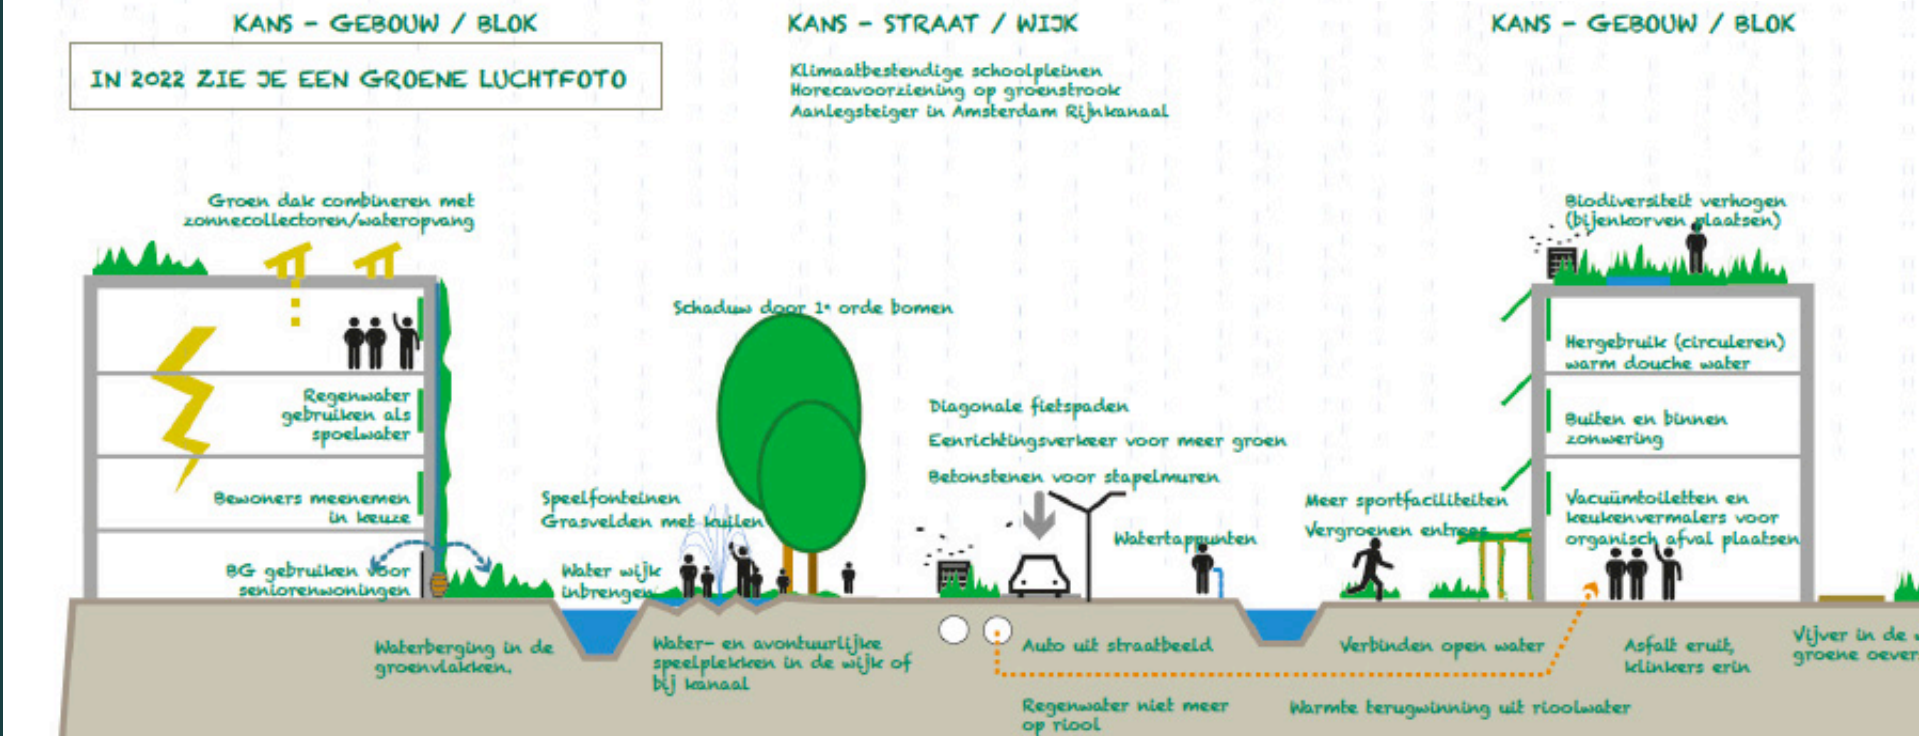 KANS - GEBOUW / BLOK
IN 2022 ZIE JE EEN GROENE LUCHTFOTO
KANS - STRAAT / WIJK
Klimaatbestendige schoolpleinen
Horecavoorziening op groenstrook
Aanlegsteiger in Amsterdam Rijnkanaal
KANS - GEBOUW / BLOK
Groen dak combineren met
zonnecollectoren/wateropvang
Regenwater
gebruiken als
spoelwater
Bewoners meenemen
in keuze
BG gebruiken voor
seniorenwoningen
Waterberging in de
groenvlakken.
Schaduw door 1e orde bomen
Speelfonteinen
Grasvelden met kuilen
Water wijk
inbrengen
Water- en avontuurlijke
speelplekken in de wijk of
bij kanaal
Diagonale fietspaden
Eenrichtingsverkeer voor meer groen
Betonstenen voor stapelmuren
Watertappunten
Auto uit straatbeeld
Regenwater niet meer
op riool
Meer sportfaciliteiten
Vergroenen entrees
Verbinden open water
Warmte terugwinning uit rioolwater
Biodiversiteit verhogen
(bijenkorven plaatsen)
Hergebruik (circuleren)
warm douche water
Buiten en binnen
zonwering
Vacuümtoiletten en
keukenvermalers voor
organisch afval plaatsen
Asfalt eruit,
klinkers erin
Vijver in de
groene oever